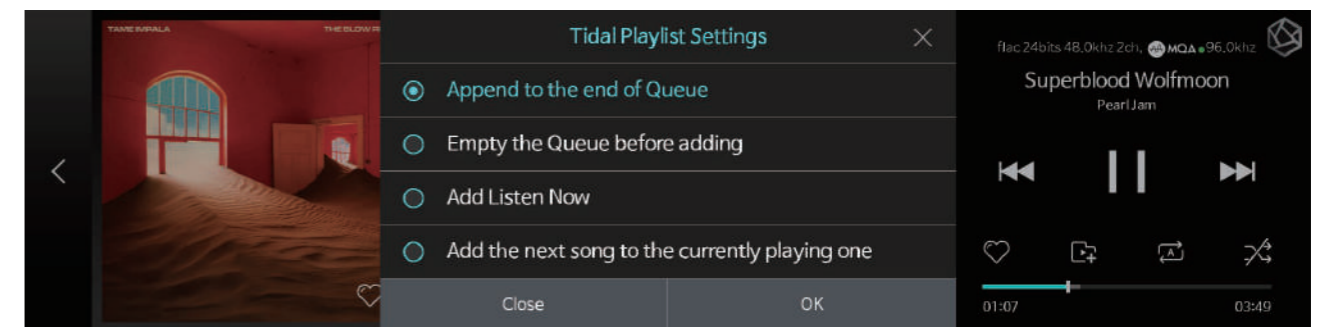 TAME IMPALA
THE SLOW R
Tidal Playlist Settings
Append to the end of Queue
Empty the Queue before adding
Add Listen Now
Add the next song to the currently playing one
Close
OK
flac 24bits 48.0khz 2ch, MQA 96.0khz
Superblood Wolfmoon
Pearl Jam
A
01:07
03:49